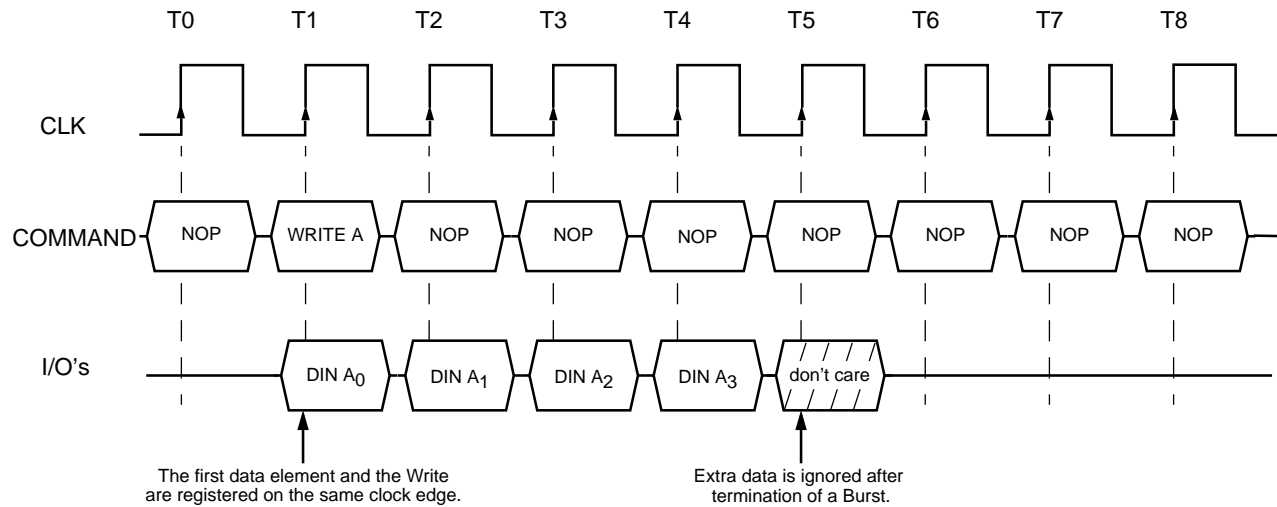 T0 T1 T2 T3 T4 T5 T6 T7 T8
CLK
COMMAND NOP WRITE A NOP NOP NOP NOP NOP NOP NOP
I/O's DIN A0 DIN A1 DIN A2 DIN A3 don't care
The first data element and the Write
are registered on the same clock edge.
Extra data is ignored after
termination of a Burst.